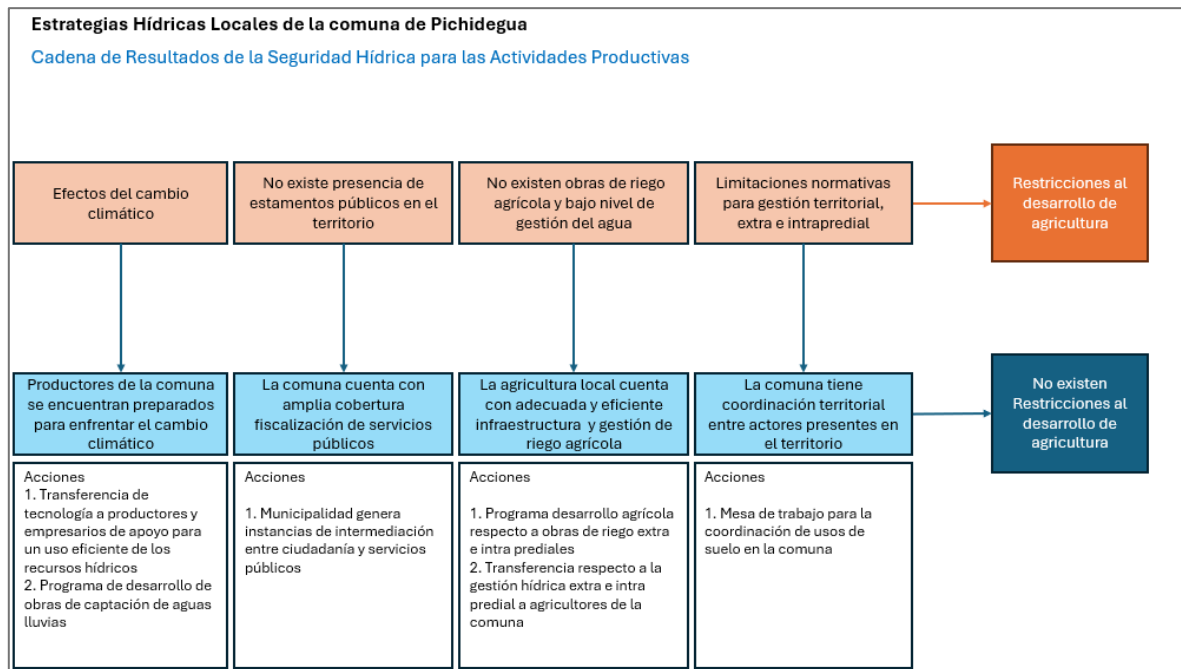 Estrategias Hídricas Locales de la comuna de Pichidegua
Cadena de Resultados de la Seguridad Hídrica para las Actividades Productivas
Efectos del cambio
climático
No existe presencia de
estamentos públicos en el
territorio
No existen obras de riego
agrícola y bajo nivel de
gestión del agua
Limitaciones normativas
para gestión territorial,
extra e intrapredial
Restricciones al
desarrollo de
agricultura
Productores de la comuna
se encuentran preparados
para enfrentar el cambio
climático
La comuna cuenta con
amplia cobertura
fiscalización de servicios
públicos
La agricultura local cuenta
con adecuada y eficiente
infraestructura y gestión de
riego agrícola
La comuna tiene
coordinación territorial
entre actores presentes en
el territorio
No existen
Restricciones al
desarrollo de
agricultura
Acciones
1. Transferencia de
tecnología a productores y
empresarios de apoyo para
un uso eficiente de los
recursos hídricos
2. Programa de desarrollo de
obras de captación de aguas
lluvias
Acciones
1. Municipalidad genera
instancias de intermediación
entre ciudadanía y servicios
públicos
Acciones
1. Programa desarrollo agrícola
respecto a obras de riego extra
e intra prediales
2. Transferencia respecto a la
gestión hídrica extra e intra
predial a agricultores de la
comuna
Acciones
1. Mesa de trabajo para la
coordinación de usos de
suelo en la comuna